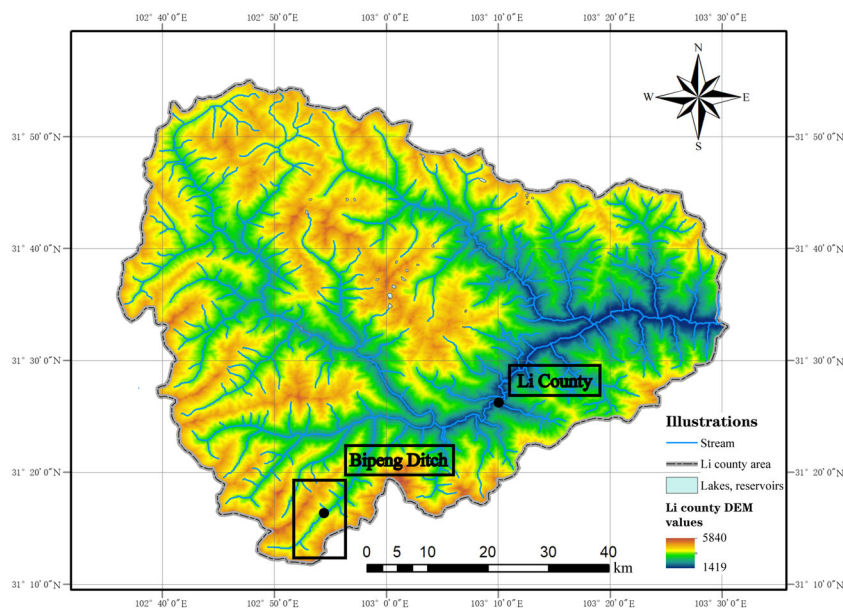 102° 40′ 0″E 102° 50′ 0″E 103° 0′ 0″E 103° 10′ 0″E 103° 20′ 0″E 103° 30′ 0″E
N
W E
S
31° 50′ 0″N 31° 50′ 0″N
31° 40′ 0″N 31° 40′ 0″N
31° 30′ 0″N 31° 30′ 0″N
Li County
Illustrations
Stream
Bipeng Ditch
Li county area
31° 20′ 0″N 31° 20′ 0″N
Lakes, reservoirs
Li county DEM
values
5840
1419
0 5 10 20 30 40
km
31° 10′ 0″N 31° 10′ 0″N
102° 40′ 0″E 102° 50′ 0″E 103° 0′ 0″E 103° 10′ 0″E 103° 20′ 0″E 103° 30′ 0″E